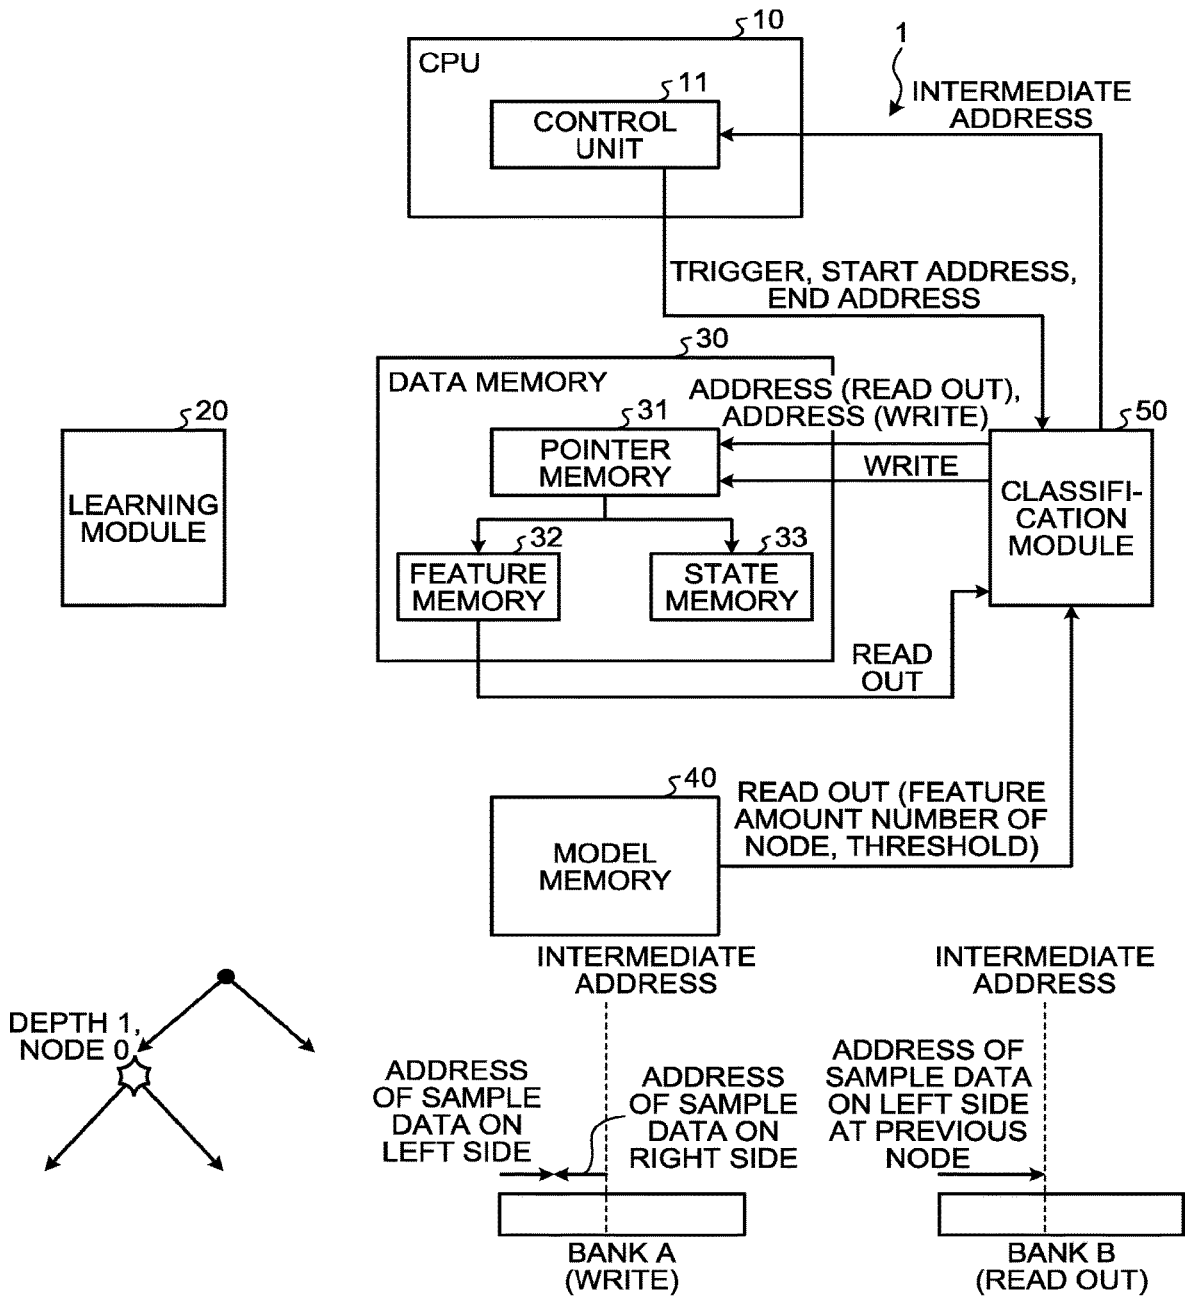 10
CPU
11
CONTROL
UNIT
1
INTERMEDIATE
ADDRESS
TRIGGER, START ADDRESS,
END ADDRESS
30
DATA MEMORY
ADDRESS (READ OUT),
ADDRESS (WRITE)
31
POINTER
MEMORY
WRITE
20
LEARNING
MODULE
50
CLASSIFI-
CATION
MODULE
32
FEATURE
MEMORY
33
STATE
MEMORY
READ
OUT
40
MODEL
MEMORY
READ OUT (FEATURE
AMOUNT NUMBER OF
NODE, THRESHOLD)
DEPTH 1,
NODE 0
INTERMEDIATE
ADDRESS
ADDRESS
OF SAMPLE
DATA ON
LEFT SIDE
ADDRESS
OF SAMPLE
DATA ON
RIGHT SIDE
BANK A
(WRITE)
INTERMEDIATE
ADDRESS
ADDRESS OF
SAMPLE DATA
ON LEFT SIDE
AT PREVIOUS
NODE
BANK B
(READ OUT)